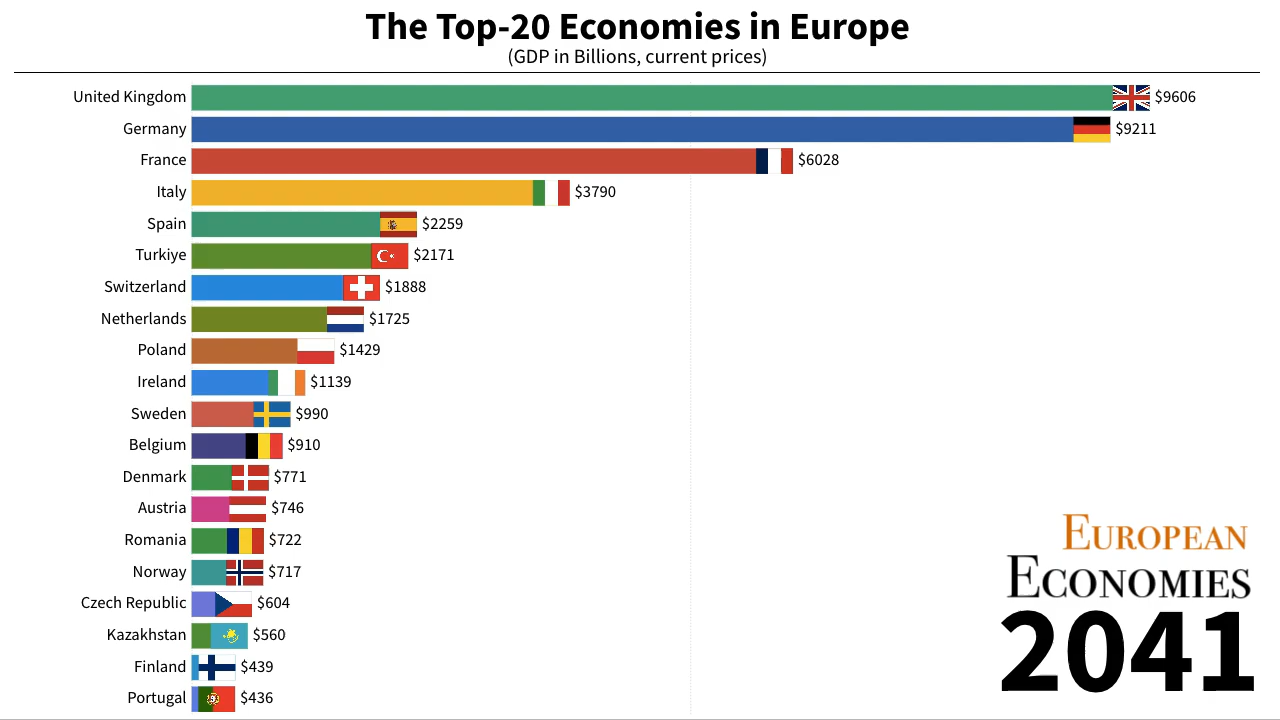 The Top-20 Economies in Europe
(GDP in Billions, current prices)
United Kingdom $9606
Germany $9211
France $6028
Italy $3790
Spain $2259
Turkiye $2171
Switzerland $1888
Netherlands $1725
Poland $1429
Ireland $1139
Sweden $990
Belgium $910
Denmark $771
Austria $746
Romania $722
Norway $717
Czech Republic $604
Kazakhstan $560
Finland $439
Portugal $436
European
Economies
2041